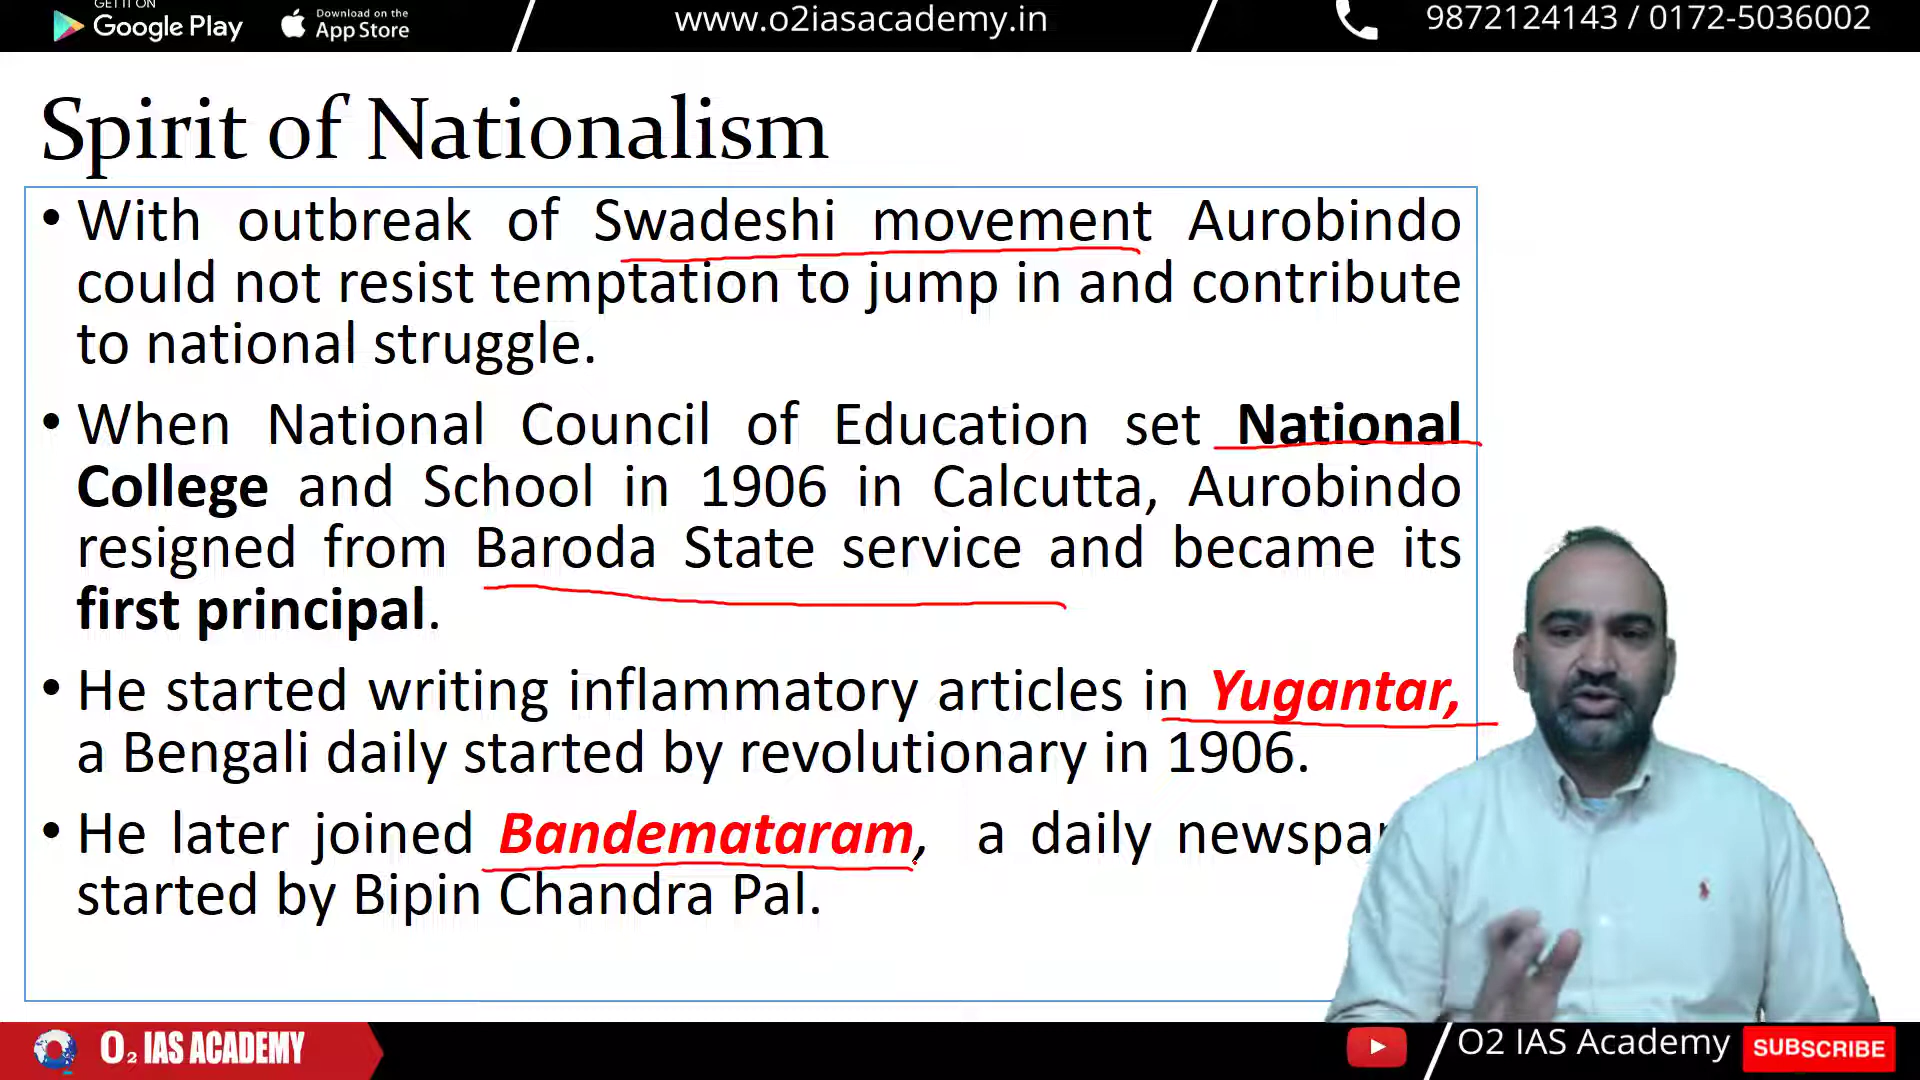 GET IT ON
Google Play
Download on the
App Store
www.o2iasacademy.in
9872124143 / 0172-5036002
Spirit of Nationalism
• With outbreak of Swadeshi movement Aurobindo
could not resist temptation to jump in and contribute
to national struggle.
• When National Council of Education set National
College and School in 1906 in Calcutta, Aurobindo
resigned from Baroda State service and became its
first principal.
• He started writing inflammatory articles in Yugantar,
a Bengali daily started by revolutionary in 1906.
• He later joined Bandemataram, a daily newspa
started by Bipin Chandra Pal.
O2 IAS ACADEMY
O2 IAS Academy
SUBSCRIBE